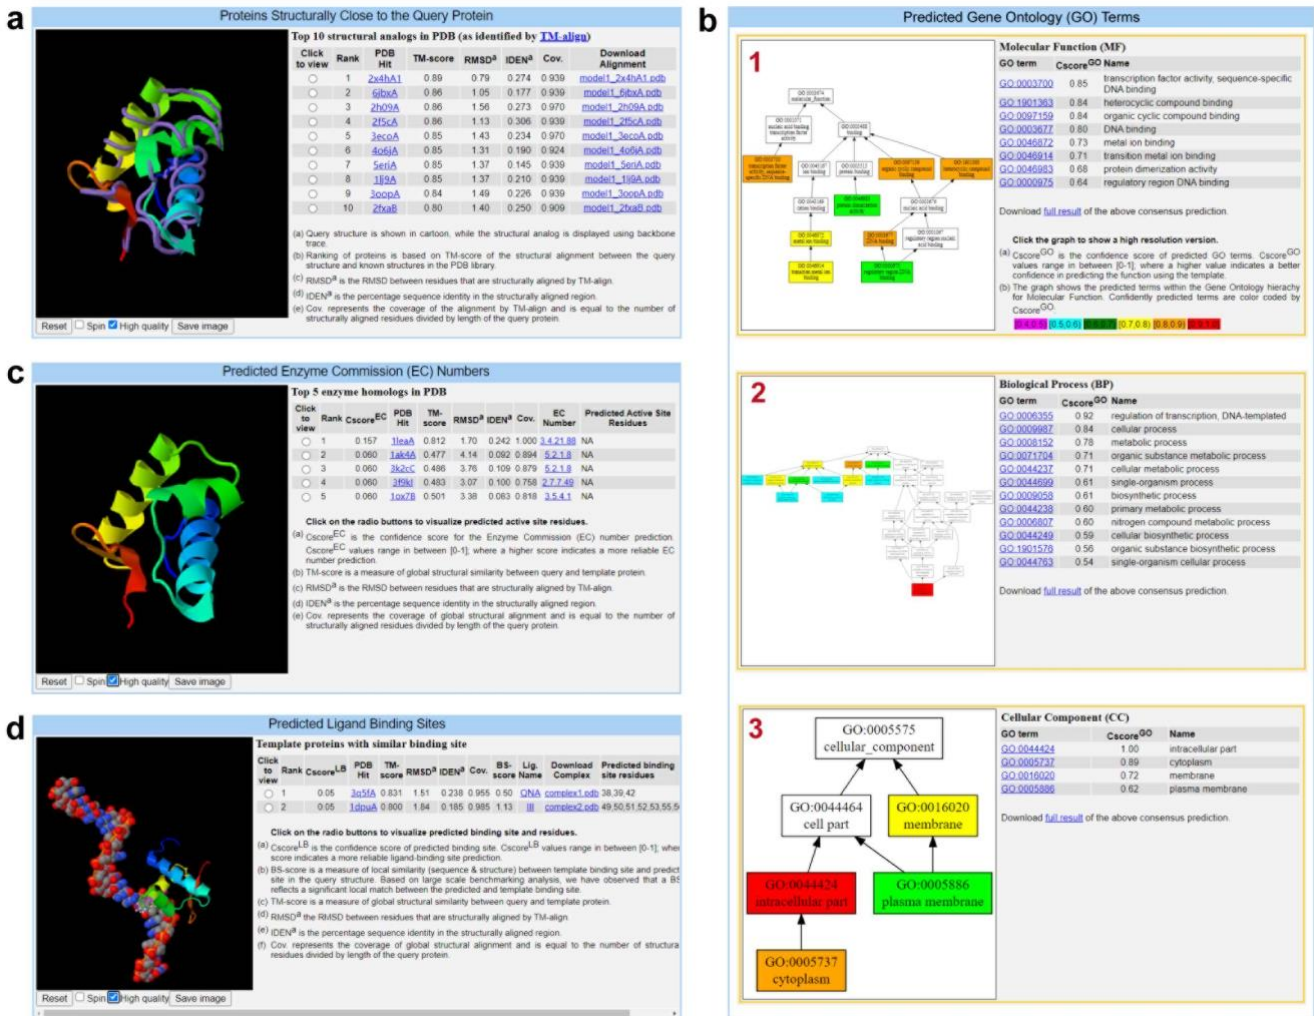 a
Proteins Structurally Close to the Query Protein
Top 10 structural analogs in PDB (as identified by TM-align)
Click to view Rank PDB Hit TM-score RMSDa IDENa Cov. Download Alignment
1 2x4hA1 0.89 0.79 0.274 0.939 model1_2x4hA1.pdb
2 6jbxA 0.86 1.05 0.177 0.939 model1_6jbxA.pdb
3 2h09A 0.86 1.56 0.273 0.970 model1_2h09A.pdb
4 2f5cA 0.86 1.13 0.306 0.939 model1_2f5cA.pdb
5 3ecoA 0.85 1.43 0.234 0.970 model1_3ecoA.pdb
6 4o6jA 0.85 1.31 0.190 0.924 model1_4o6jA.pdb
7 5eriA 0.85 1.37 0.145 0.939 model1_5eriA.pdb
8 1lj9A 0.85 1.37 0.210 0.939 model1_1lj9A.pdb
9 3oopA 0.84 1.49 0.226 0.939 model1_3oopA.pdb
10 2fxaB 0.80 1.40 0.250 0.909 model1_2fxaB.pdb
(a) Query structure is shown in cartoon, while the structural analog is displayed using backbone
trace.
(b) Ranking of proteins is based on TM-score of the structural alignment between the query
structure and known structures in the PDB library.
(c) RMSDa is the RMSD between residues that are structurally aligned by TM-align.
(d) IDENa is the percentage sequence identity in the structurally aligned region.
(e) Cov. represents the coverage of the alignment by TM-align and is equal to the number of
structurally aligned residues divided by length of the query protein.
Reset Spin High quality Save image
c
Predicted Enzyme Commission (EC) Numbers
Top 5 enzyme homologs in PDB
Click to view Rank CscoreEC PDB Hit TM-score RMSDa IDENa Cov. EC Number Predicted Active Site Residues
1 0.157 1leaA 0.812 1.70 0.242 1.000 3.4.21.88 NA
2 0.060 1ak4A 0.477 4.14 0.092 0.894 5.2.1.8 NA
3 0.060 3k2cC 0.486 3.76 0.109 0.879 5.2.1.8 NA
4 0.060 3f9kI 0.483 3.07 0.100 0.758 2.7.7.49 NA
5 0.060 1ox7B 0.501 3.38 0.083 0.818 3.5.4.1 NA
Click on the radio buttons to visualize predicted active site residues.
(a) CscoreEC is the confidence score for the Enzyme Commission (EC) number prediction.
CscoreEC values range in between [0-1]; where a higher score indicates a more reliable EC
number prediction.
(b) TM-score is a measure of global structural similarity between query and template protein.
(c) RMSDa is the RMSD between residues that are structurally aligned by TM-align.
(d) IDENa is the percentage sequence identity in the structurally aligned region.
(e) Cov. represents the coverage of global structural alignment and is equal to the number of
structurally aligned residues divided by length of the query protein.
Reset Spin High quality Save image
d
Predicted Ligand Binding Sites
Template proteins with similar binding site
Click to view Rank CscoreLB PDB Hit TM-score RMSDa IDENa Cov. BS-score Lig. Name Download Complex Predicted binding site residues
1 0.05 3q5fA 0.831 1.51 0.238 0.955 0.50 QNA complex1.pdb 38,39,42
2 0.05 1dpuA 0.800 1.84 0.185 0.985 1.13 III complex2.pdb 49,50,51,52,53,55,5
Click on the radio buttons to visualize predicted binding site and residues.
(a) CscoreLB is the confidence score of predicted binding site. CscoreLB values range in between [0-1]; wher
score indicates a more reliable ligand-binding site prediction.
(b) BS-score is a measure of local similarity (sequence & structure) between template binding site and predict
site in the query structure. Based on large scale benchmarking analysis, we have observed that a BS
reflects a significant local match between the predicted and template binding site.
(c) TM-score is a measure of global structural similarity between query and template protein.
(d) RMSDa the RMSD between residues that are structurally aligned by TM-align.
(e) IDENa is the percentage sequence identity in the structurally aligned region.
(f) Cov. represents the coverage of global structural alignment and is equal to the number of structura
residues divided by length of the query protein.
Reset Spin High quality Save image
b
Predicted Gene Ontology (GO) Terms
1
Molecular Function (MF)
GO term CscoreGO Name
GO:0003700 0.85 transcription factor activity, sequence-specific DNA binding
GO:1901363 0.84 heterocyclic compound binding
GO:0097159 0.84 organic cyclic compound binding
GO:0003677 0.80 DNA binding
GO:0046872 0.73 metal ion binding
GO:0046914 0.71 transition metal ion binding
GO:0046983 0.68 protein dimerization activity
GO:0000975 0.64 regulatory region DNA binding
Download full result of the above consensus prediction.
Click the graph to show a high resolution version.
(a) CscoreGO is the confidence score of predicted GO terms. CscoreGO
values range in between [0-1]; where a higher value indicates a better
confidence in predicting the function using the template.
(b) The graph shows the predicted terms within the Gene Ontology hierachy
for Molecular Function. Confidently predicted terms are color coded by
CscoreGO.
[0.4,0.5) [0.5,0.6) [0.6,0.7) [0.7,0.8) [0.8,0.9) [0.9,1.0]
2
Biological Process (BP)
GO term CscoreGO Name
GO:0006355 0.92 regulation of transcription, DNA-templated
GO:0009987 0.84 cellular process
GO:0008152 0.78 metabolic process
GO:0071704 0.71 organic substance metabolic process
GO:0044237 0.71 cellular metabolic process
GO:0044699 0.61 single-organism process
GO:0009058 0.61 biosynthetic process
GO:0044238 0.60 primary metabolic process
GO:0006807 0.60 nitrogen compound metabolic process
GO:0044249 0.59 cellular biosynthetic process
GO:1901576 0.56 organic substance biosynthetic process
GO:0044763 0.54 single-organism cellular process
Download full result of the above consensus prediction.
3
GO:0005575
cellular_component
GO:0044464
cell part
GO:0016020
membrane
GO:0044424
intracellular part
GO:0005886
plasma membrane
GO:0005737
cytoplasm
Cellular Component (CC)
GO term CscoreGO Name
GO:0044424 1.00 intracellular part
GO:0005737 0.89 cytoplasm
GO:0016020 0.72 membrane
GO:0005886 0.62 plasma membrane
Download full result of the above consensus prediction.